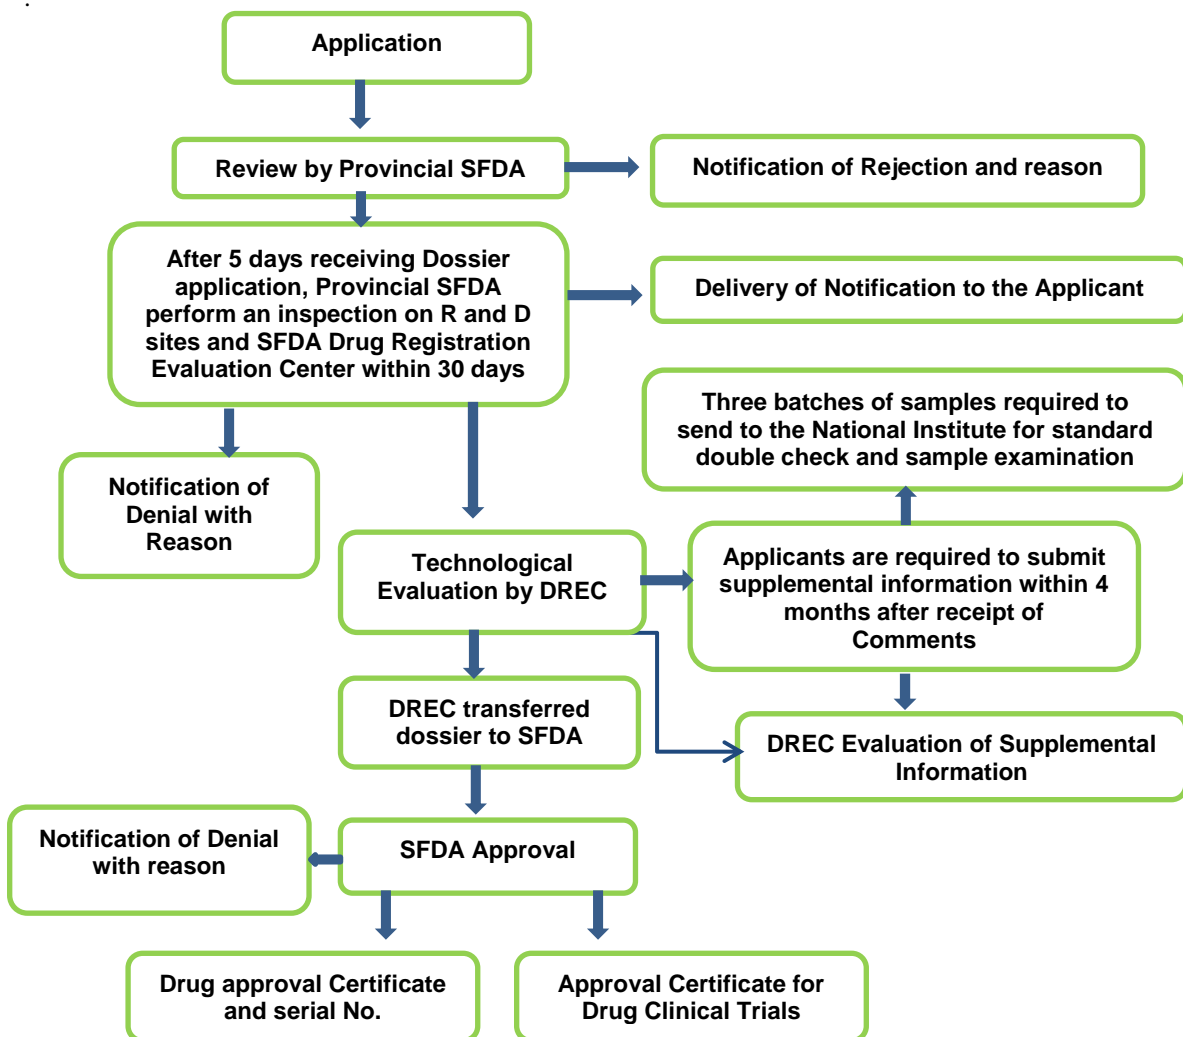 Application
Review by Provincial SFDA
Notification of Rejection and reason
After 5 days receiving Dossier
application, Provincial SFDA
perform an inspection on R and D
sites and SFDA Drug Registration
Evaluation Center within 30 days
Delivery of Notification to the Applicant
Three batches of samples required to
send to the National Institute for standard
double check and sample examination
Notification of
Denial with
Reason
Technological
Evaluation by DREC
Applicants are required to submit
supplemental information within 4
months after receipt of
Comments
DREC transferred
dossier to SFDA
DREC Evaluation of Supplemental
Information
Notification of Denial
with reason
SFDA Approval
Drug approval Certificate
and serial No.
Approval Certificate for
Drug Clinical Trials